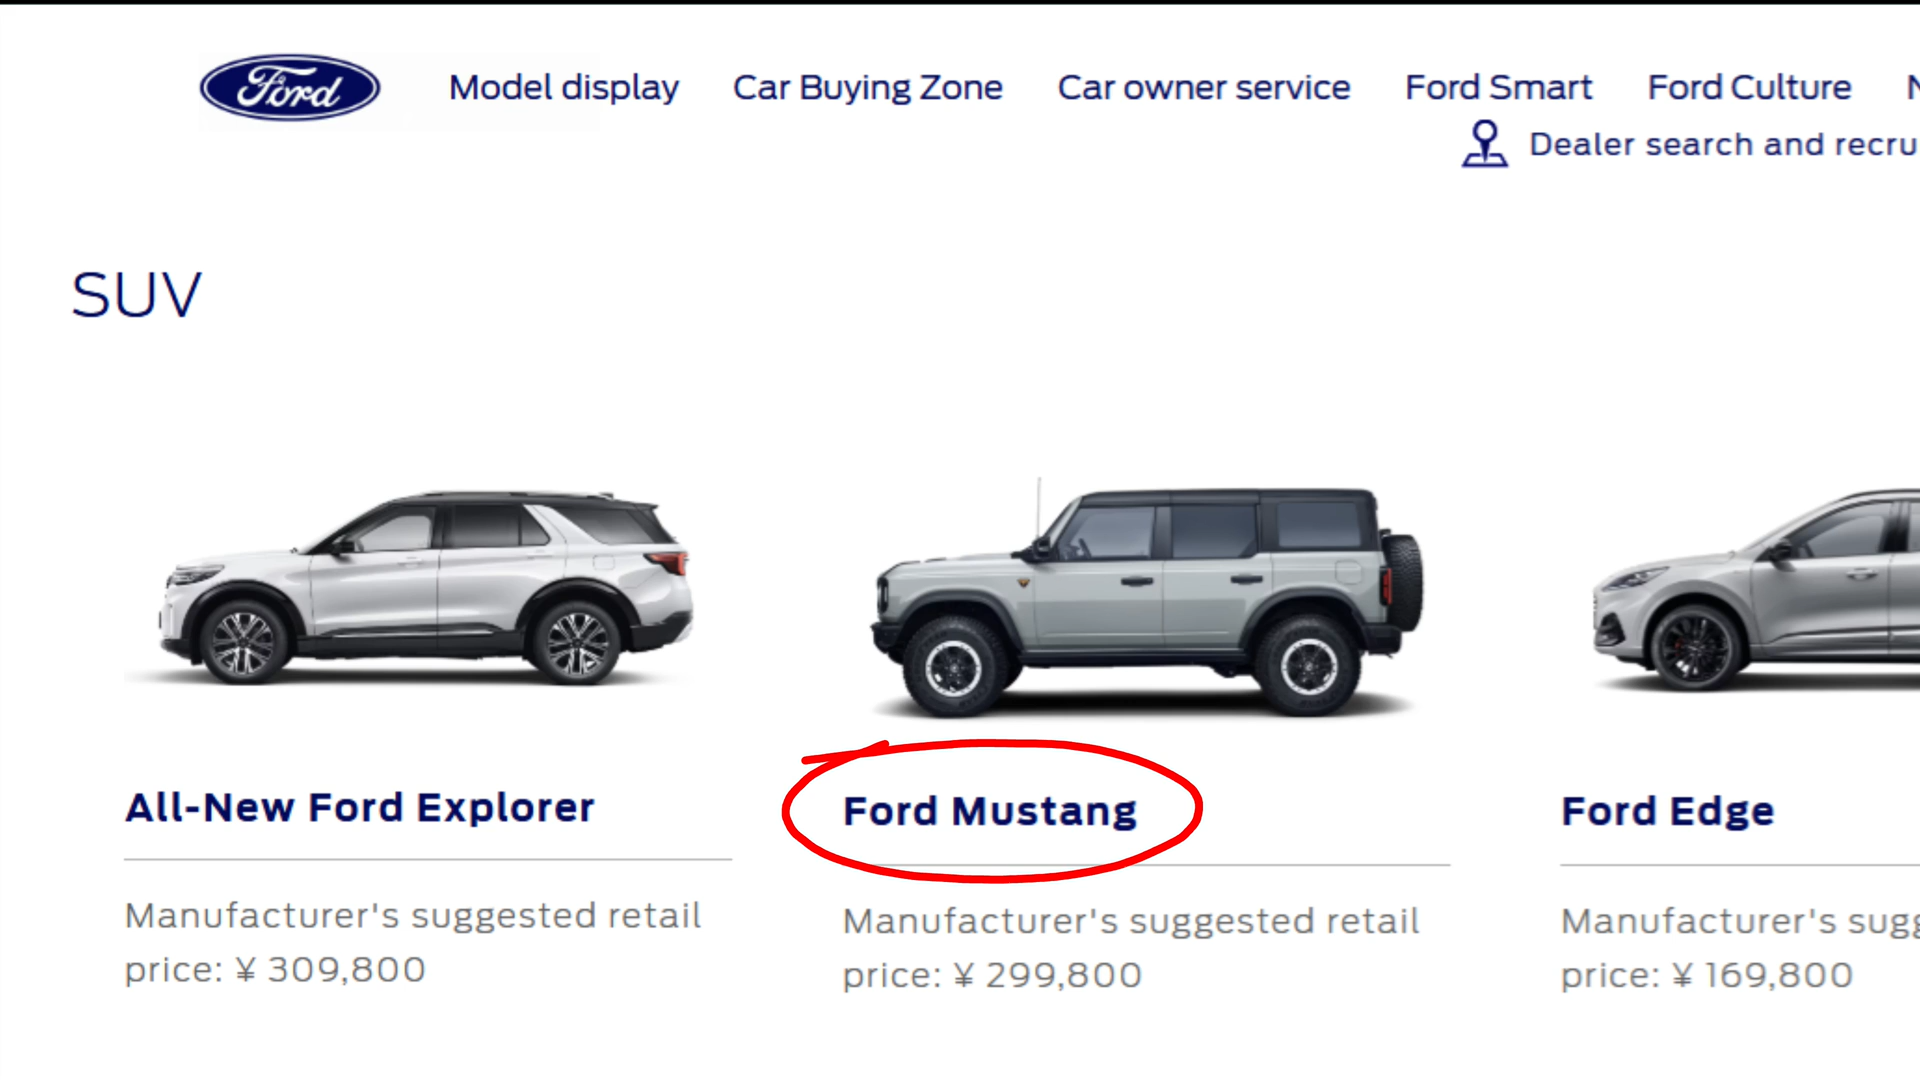 Ford
Model display
Car Buying Zone
Car owner service
Ford Smart
Ford Culture
Dealer search and recru
SUV
All-New Ford Explorer
Manufacturer's suggested retail
price: ¥ 309,800
Ford Mustang
Manufacturer's suggested retail
price: ¥ 299,800
Ford Edge
Manufacturer's sugg
price: ¥ 169,800